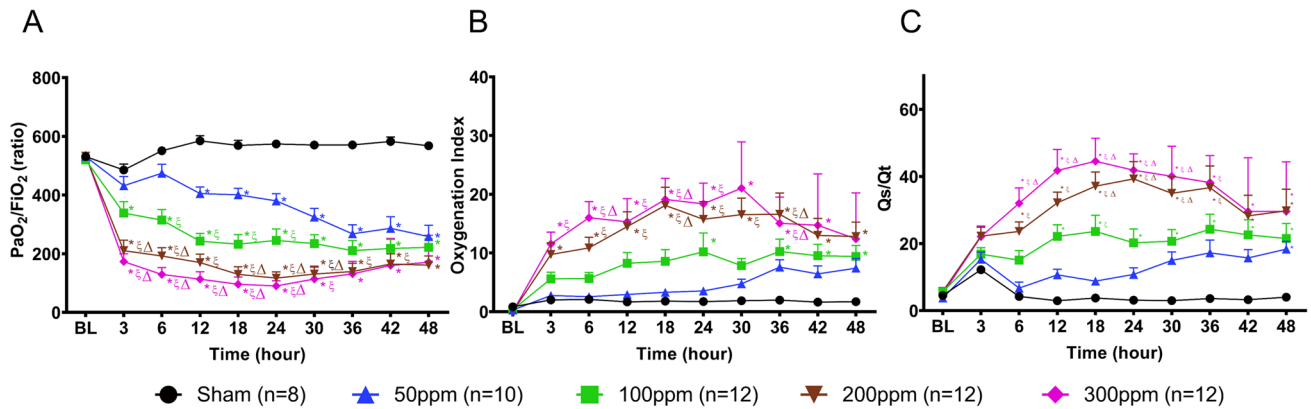 A B C
PaO₂/FiO₂ (ratio)
800
600
400
200
0
BL 3 6 12 18 24 30 36 42 48
Time (hour)
Oxygenation Index
40
30
20
10
0
BL 3 6 12 18 24 30 36 42 48
Time (hour)
Qs/Qt
60
40
20
0
BL 3 6 12 18 24 30 36 42 48
Time (hour)
Sham (n=8) 50ppm (n=10) 100ppm (n=12) 200ppm (n=12) 300ppm (n=12)